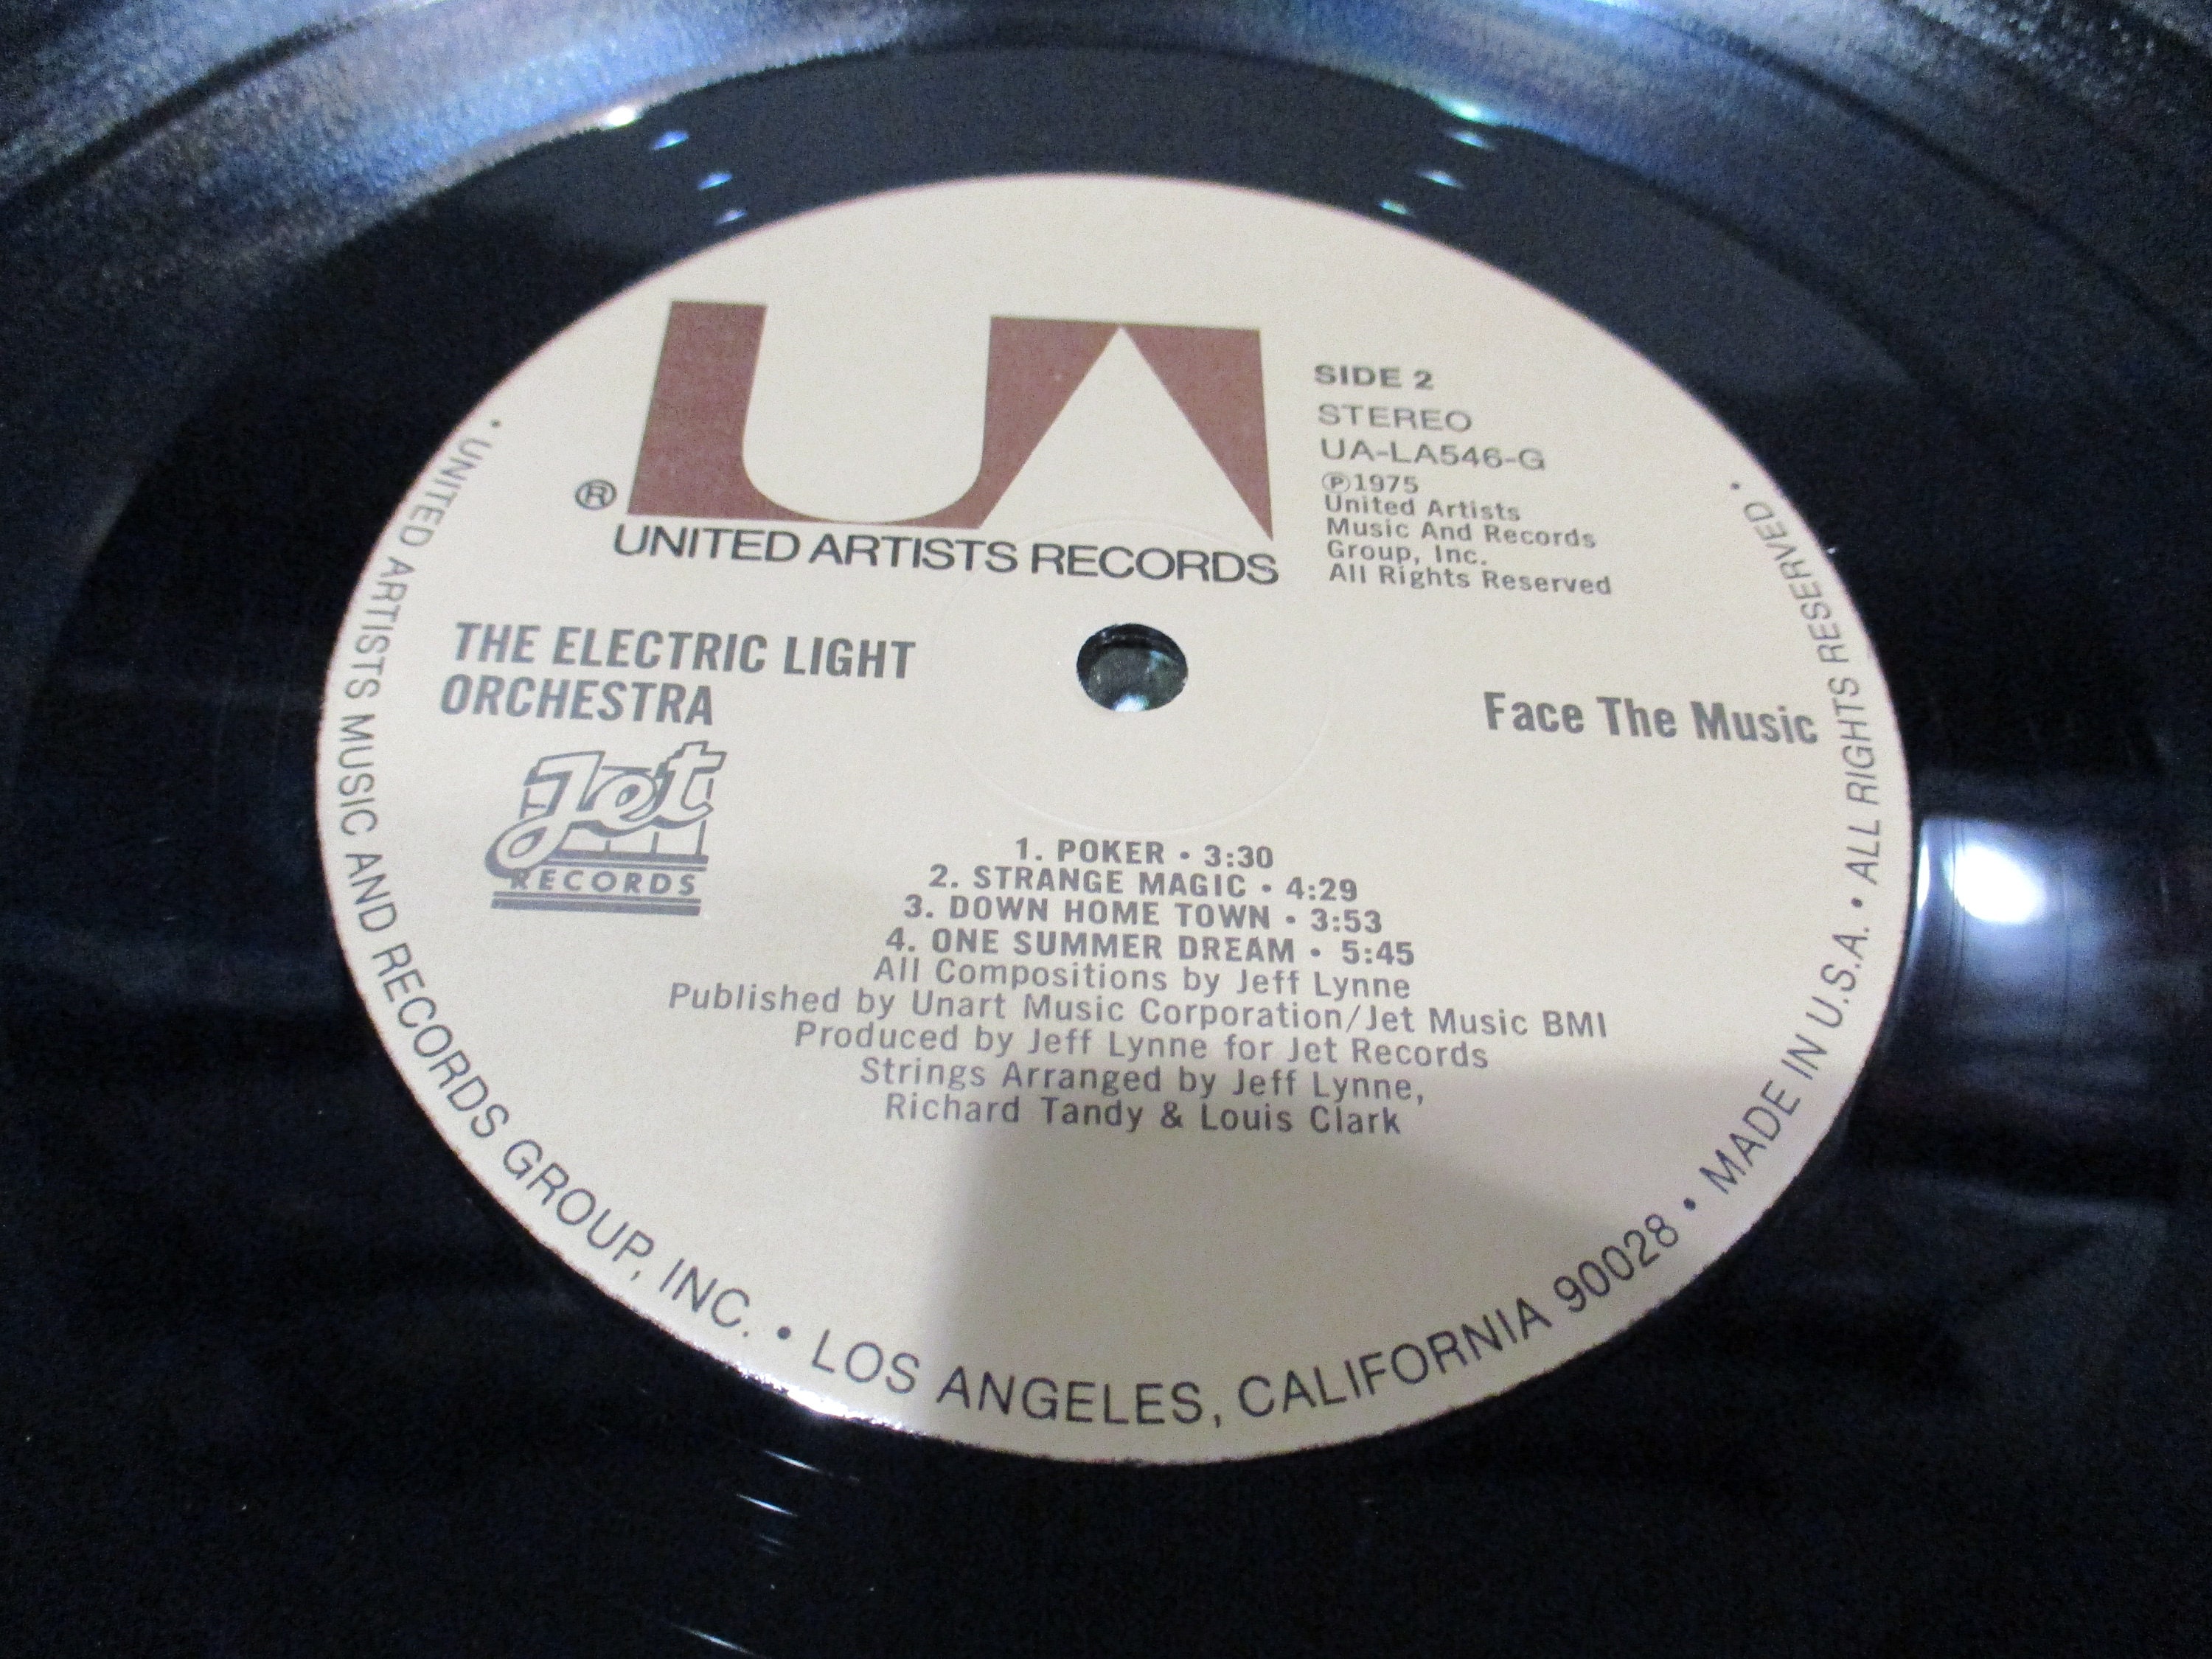 UA
®
UNITED ARTISTS RECORDS
SIDE 2
STEREO
UA-LA546-G
Ⓟ1975
United Artists
Music And Records
Group, Inc.
All Rights Reserved
THE ELECTRIC LIGHT
ORCHESTRA
Jet
RECORDS
Face The Music
1. POKER • 3:30
2. STRANGE MAGIC • 4:29
3. DOWN HOME TOWN • 3:53
4. ONE SUMMER DREAM • 5:45
All Compositions by Jeff Lynne
Published by Unart Music Corporation/Jet Music BMI
Produced by Jeff Lynne for Jet Records
Strings Arranged by Jeff Lynne,
Richard Tandy & Louis Clark
• UNITED ARTISTS MUSIC AND RECORDS GROUP, INC. • LOS ANGELES, CALIFORNIA 90028 • MADE IN U.S.A. • ALL RIGHTS RESERVED •